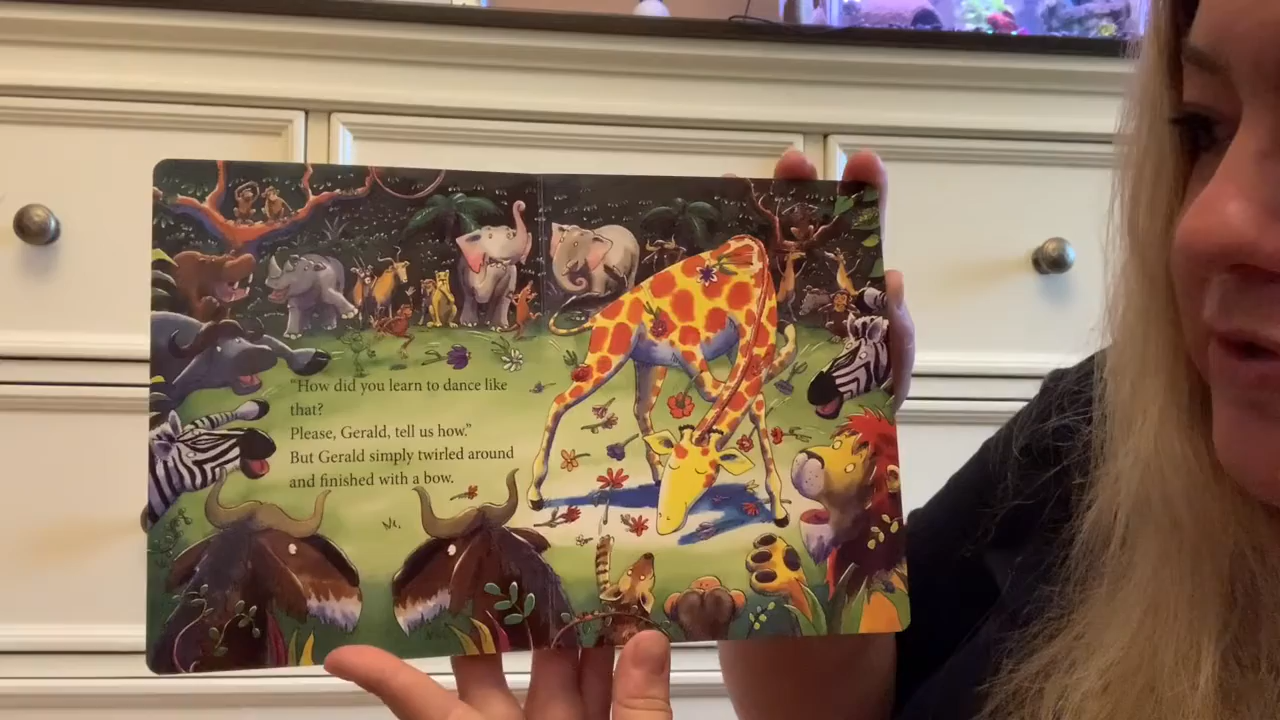 "How did you learn to dance like
that?
Please, Gerald, tell us how."
But Gerald simply twirled around
and finished with a bow.